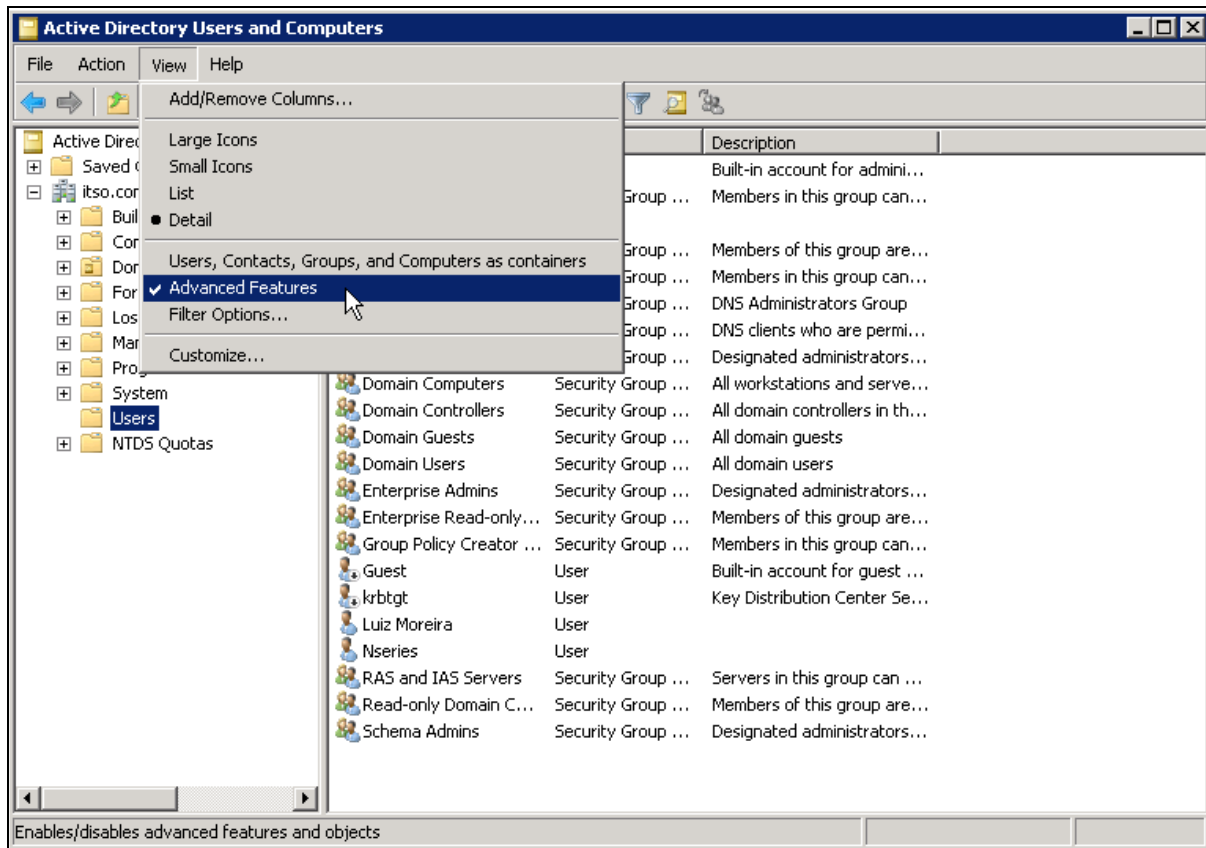 Active Directory Users and Computers
File Action View Help
Add/Remove Columns...
Large Icons
Small Icons
List
Detail
Users, Contacts, Groups, and Computers as containers
Advanced Features
Filter Options...
Customize...
Active Direc
Saved
itso.cor
Buil
Cor
Dor
For
Los
Mar
Pro
System
Users
NTDS Quotas
Description
Built-in account for admini...
Group ... Members in this group can...
Group ... Members of this group are...
Group ... Members in this group can...
Group ... DNS Administrators Group
Group ... DNS clients who are permi...
Group ... Designated administrators...
Domain Computers Security Group ... All workstations and serve...
Domain Controllers Security Group ... All domain controllers in th...
Domain Guests Security Group ... All domain guests
Domain Users Security Group ... All domain users
Enterprise Admins Security Group ... Designated administrators...
Enterprise Read-only... Security Group ... Members of this group are...
Group Policy Creator ... Security Group ... Members in this group can...
Guest User Built-in account for guest ...
krbtgt User Key Distribution Center Se...
Luiz Moreira User
Nseries User
RAS and IAS Servers Security Group ... Servers in this group can ...
Read-only Domain C... Security Group ... Members of this group are...
Schema Admins Security Group ... Designated administrators...
Enables/disables advanced features and objects